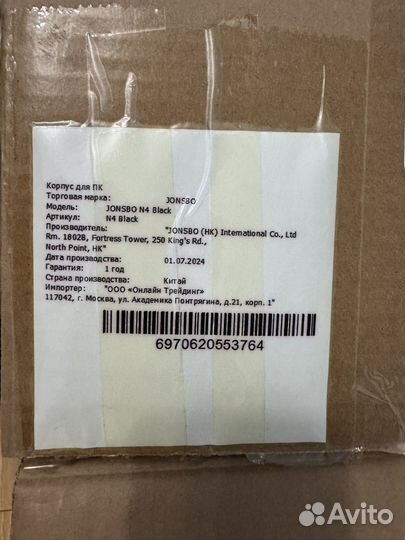 Корпус для ПК
Торговая марка: JONSBO
Модель: JONSBO N4 Black
Артикул: N4 Black
Производитель: "JONSBO (HK) International Co., Ltd
Rm. 1802B, Fortress Tower, 250 King's Rd.,
North Point, HK"
Дата производства: 01.07.2024
Гарантия: 1 год
Страна производства: Китай
Импортер: "ООО «Онлайн Трейдинг»
117042, г. Москва, ул. Академика Понтрягина, д.21, корп. 1"
6970620553764
Avito